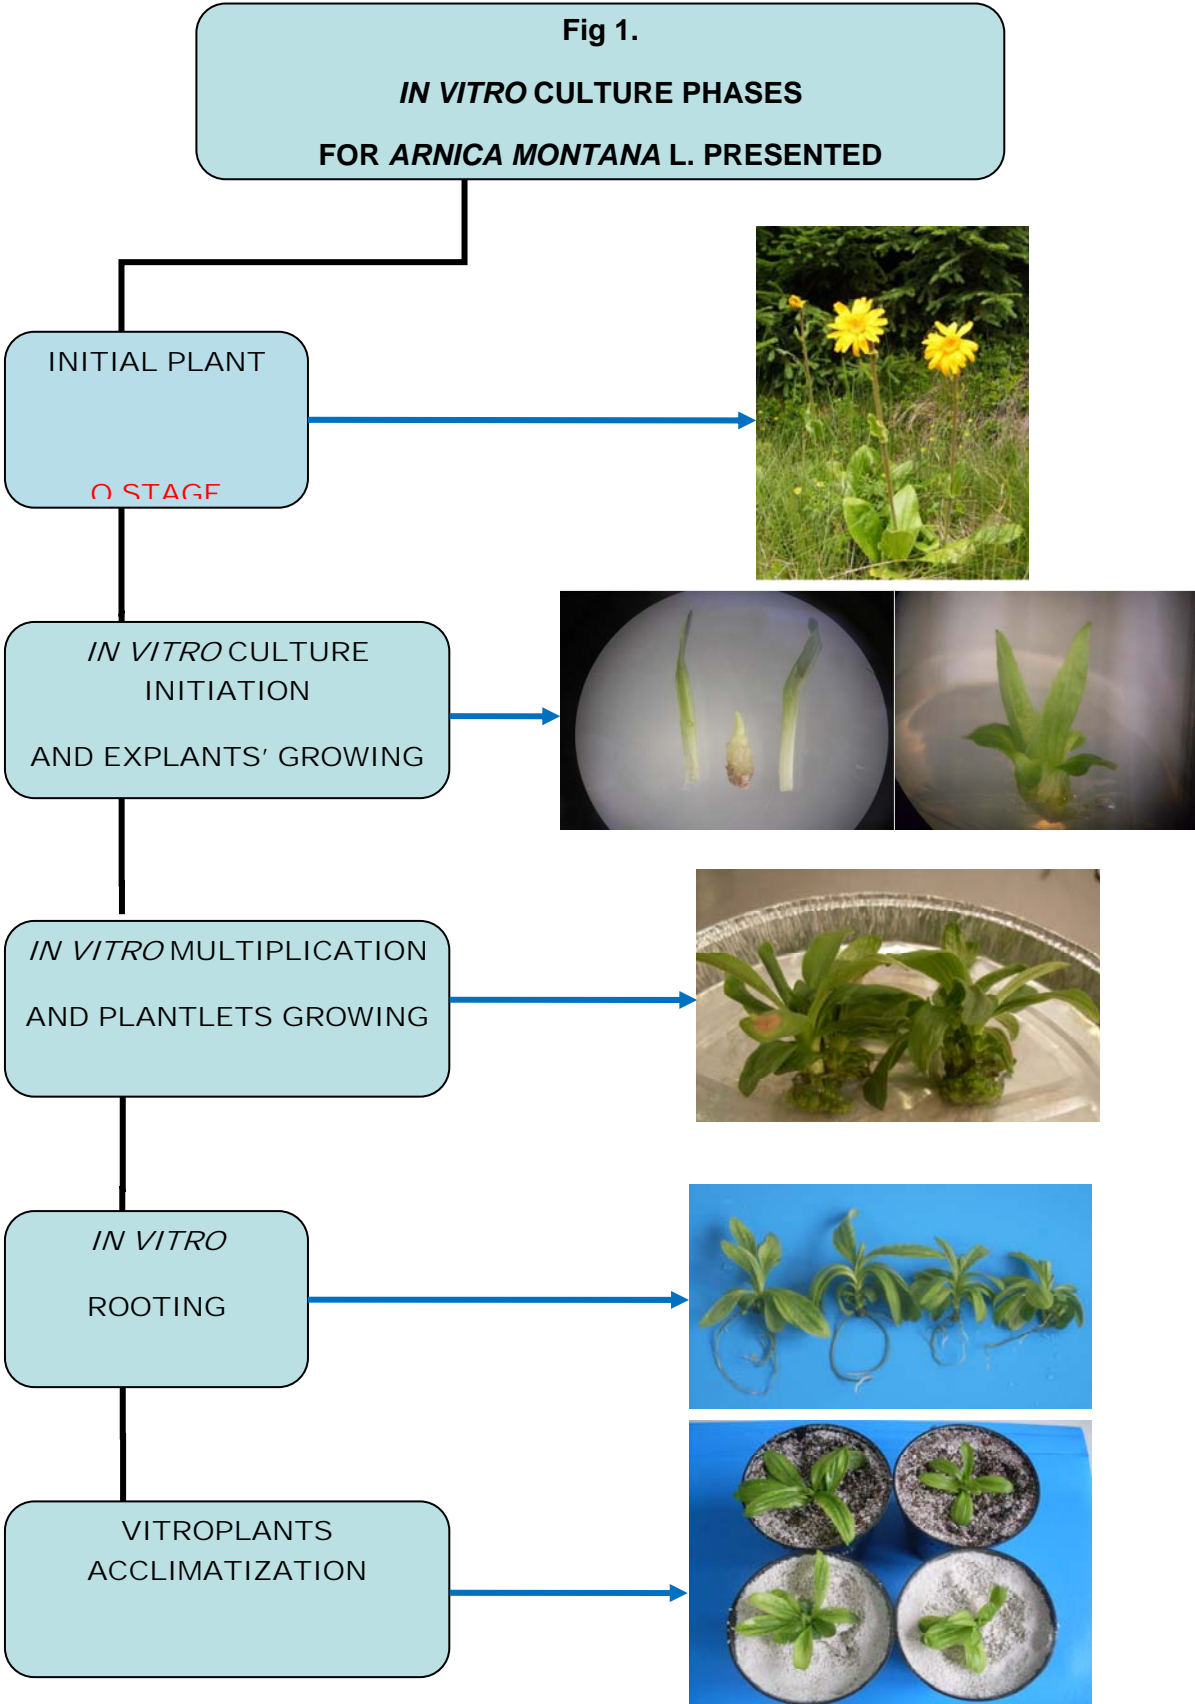 Fig 1.
IN VITRO CULTURE PHASES
FOR ARNICA MONTANA L. PRESENTED
INITIAL PLANT
O STAGE
IN VITRO CULTURE
INITIATION
AND EXPLANTS' GROWING
IN VITRO MULTIPLICATION
AND PLANTLETS GROWING
IN VITRO
ROOTING
VITROPLANTS
ACCLIMATIZATION